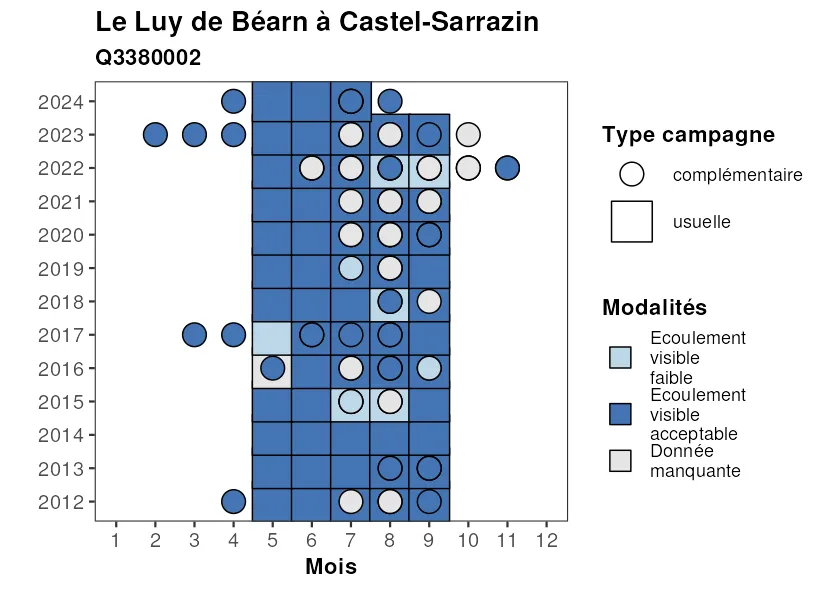 Le Luy de Béarn à Castel-Sarrazin
Q3380002
2024
2023
2022
2021
2020
2019
2018
2017
2016
2015
2014
2013
2012
1 2 3 4 5 6 7 8 9 10 11 12
Mois
Type campagne
complémentaire
usuelle
Modalités
Ecoulement
visible
faible
Ecoulement
visible
acceptable
Donnée
manquante